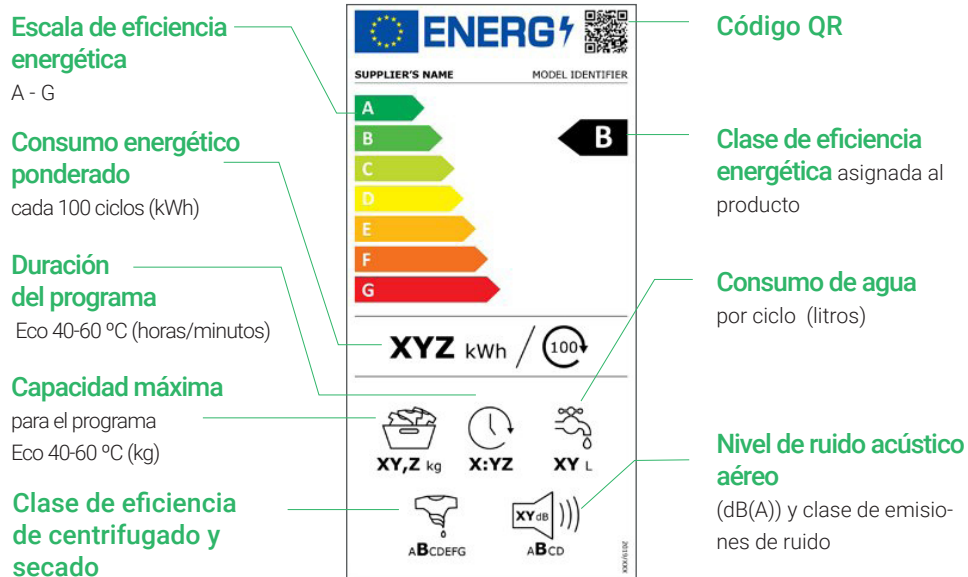 Escala de eficiencia
energética
A - G
Consumo energético
ponderado
cada 100 ciclos (kWh)
Duración
del programa
Eco 40-60 ºC (horas/minutos)
Capacidad máxima
para el programa
Eco 40-60 ºC (kg)
Clase de eficiencia
de centrifugado y
secado
ENERG
SUPPLIER'S NAME MODEL IDENTIFIER
A
B
B
C
D
E
F
G
XYZ kWh / 100
XY,Z kg X:YZ XY L
XY dB
ABCDEFG ABCD
2019/XXX
Código QR
Clase de eficiencia
energética asignada al
producto
Consumo de agua
por ciclo (litros)
Nivel de ruido acústico
aéreo
(dB(A)) y clase de emisio-
nes de ruido